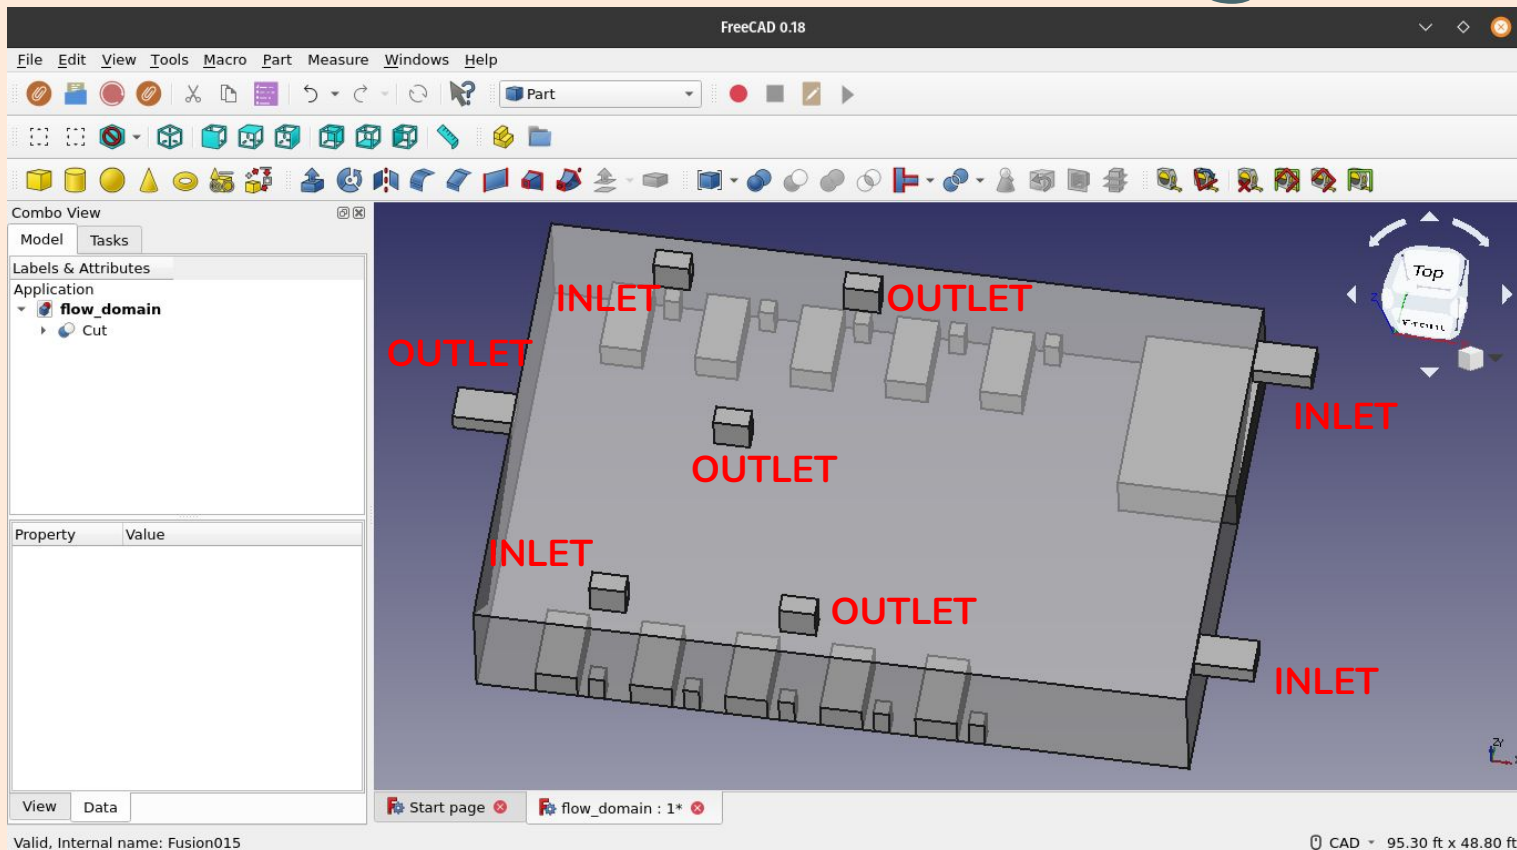 FreeCAD 0.18
File Edit View Tools Macro Part Measure Windows Help
Part
Combo View
Model Tasks
Labels & Attributes
Application
flow_domain
Cut
Property Value
View Data
INLET
OUTLET
OUTLET
INLET
OUTLET
INLET
OUTLET
INLET
Top
Front
Start page
flow_domain : 1*
Valid, Internal name: Fusion015
CAD 95.30 ft x 48.80 ft